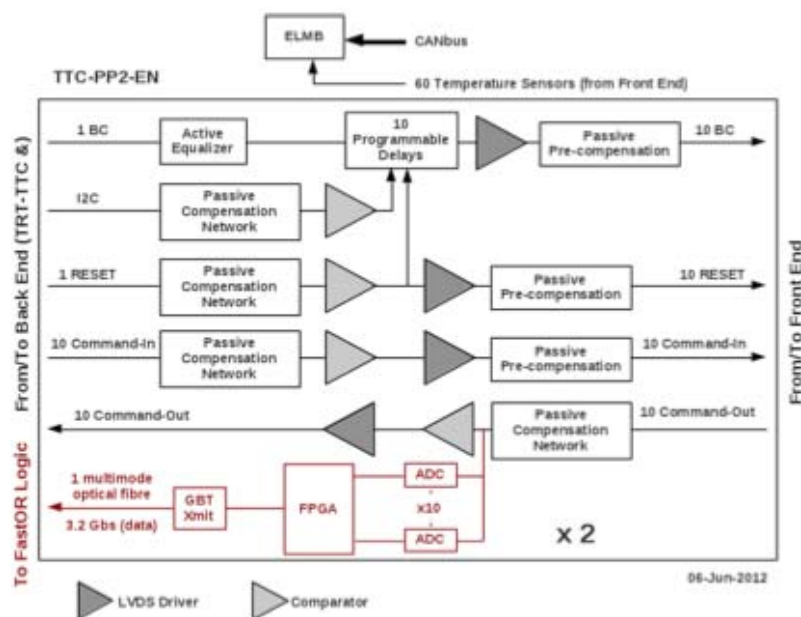 ELMB
CANbus
TTC-PP2-EN
60 Temperature Sensors (from Front End)
1 BC
Active
Equalizer
10
Programmable
Delays
Passive
Pre-compensation
10 BC
I2C
Passive
Compensation
Network
1 RESET
Passive
Compensation
Network
Passive
Pre-compensation
10 RESET
10 Command-In
Passive
Compensation
Network
Passive
Pre-compensation
10 Command-In
10 Command-Out
Passive
Compensation
Network
10 Command-Out
1 multimode
optical fibre
3.2 Gbs (data)
GBT
Xmit
FPGA
ADC
x10
ADC
x 2
From/To Back End (TRT-TTC &)
To FastOR Logic
From/To Front End
06-Jun-2012
LVDS Driver
Comparator